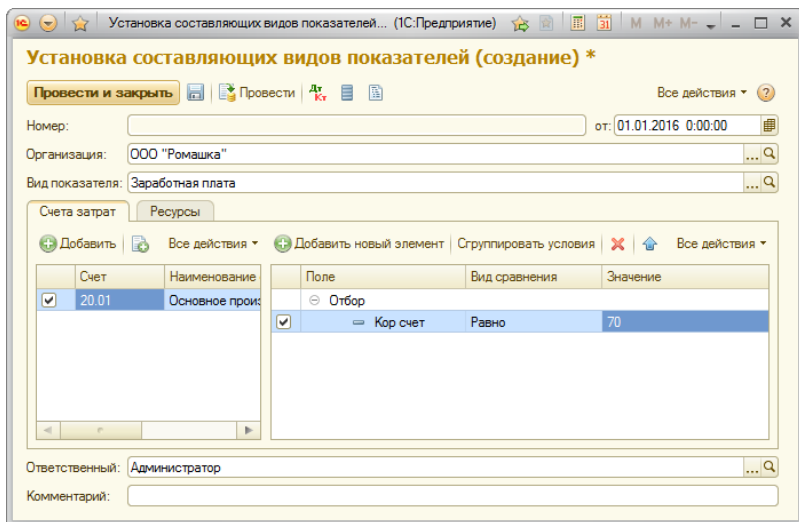 Установка составляющих видов показателей... (1С:Предприятие) M M+ M-
Установка составляющих видов показателей (создание) *
Провести и закрыть Провести Дт Кт Все действия
Номер: от: 01.01.2016 0:00:00
Организация: ООО "Ромашка" ...
Вид показателя: Заработная плата ...
Счета затрат Ресурсы
Добавить Все действия Добавить новый элемент Сгруппировать условия Все действия
Счет Наименование Поле Вид сравнения Значение
20.01 Основное произ Отбор
Кор счет Равно 70
Ответственный: Администратор ...
Комментарий: